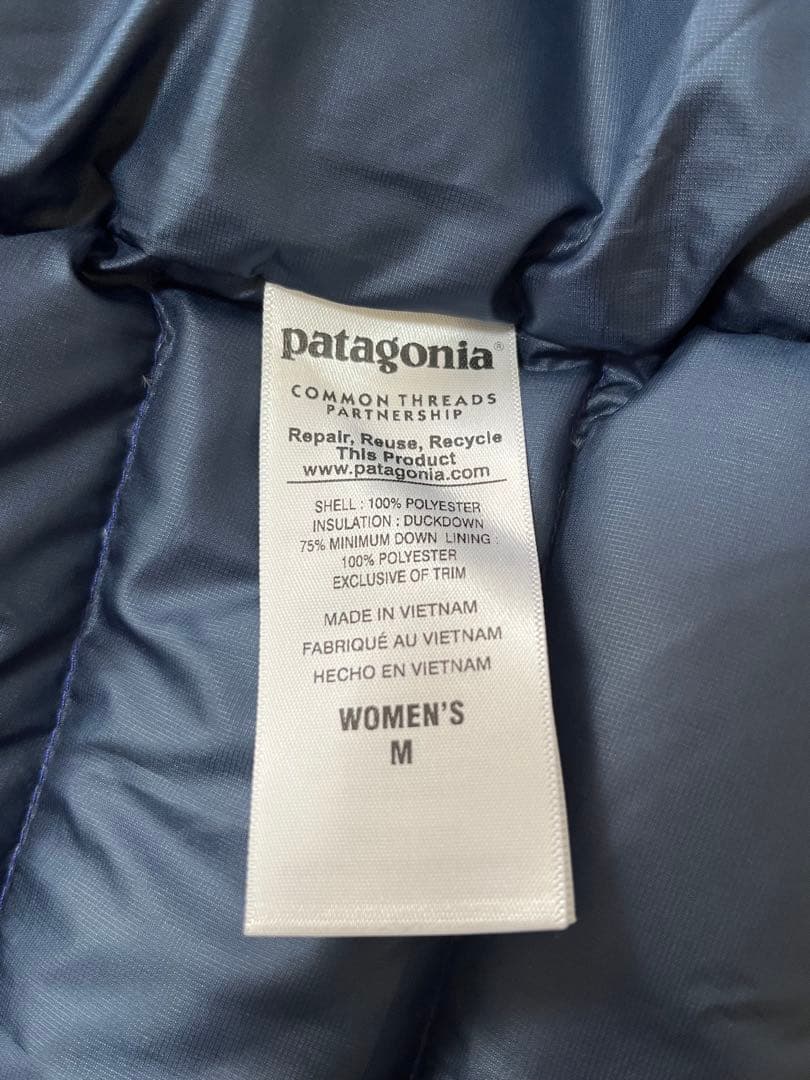 patagonia®
COMMON THREADS
PARTNERSHIP
Repair, Reuse, Recycle
This Product
www.patagonia.com
SHELL : 100% POLYESTER
INSULATION : DUCKDOWN
75% MINIMUM DOWN LINING :
100% POLYESTER
EXCLUSIVE OF TRIM
MADE IN VIETNAM
FABRIQUÉ AU VIETNAM
HECHO EN VIETNAM
WOMEN'S
M